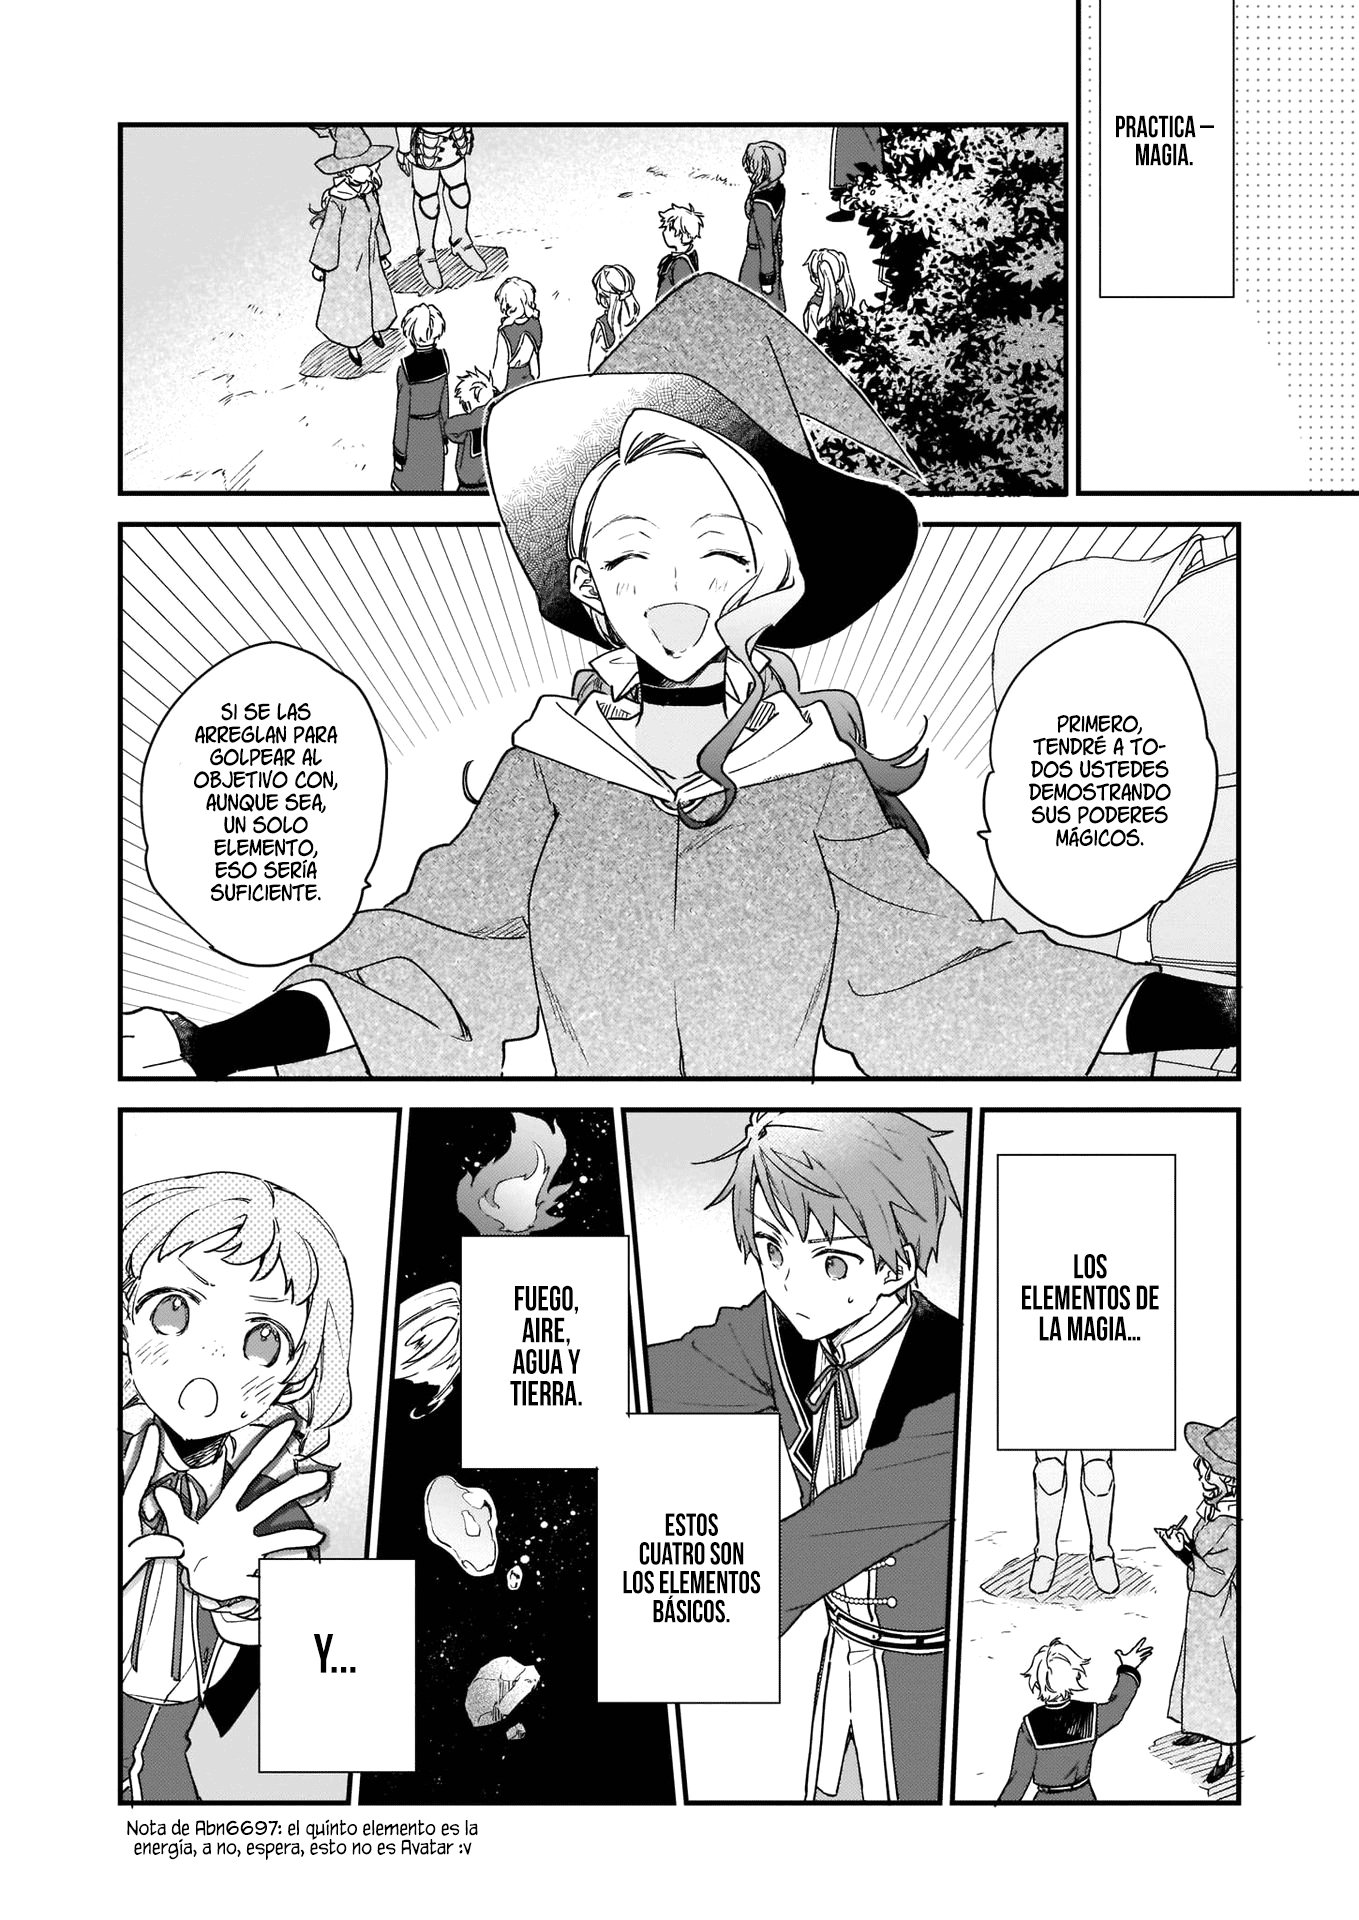 PRACTICA –
MAGIA.
PRIMERO,
TENDRÉ A TO-
DOS USTEDES
DEMOSTRANDO
SUS PODERES
MÁGICOS.
SI SE LAS
ARREGLAN PARA
GOLPEAR AL
OBJETIVO CON,
AUNQUE SEA,
UN SOLO
ELEMENTO,
ESO SERÍA
SUFICIENTE.
LOS
ELEMENTOS DE
LA MAGIA...
FUEGO,
AIRE,
AGUA Y
TIERRA.
ESTOS
CUATRO SON
LOS ELEMENTOS
BÁSICOS.
Y...
Nota de Abn6697: el quinto elemento es la
energía, a no, espera, esto no es Avatar :v